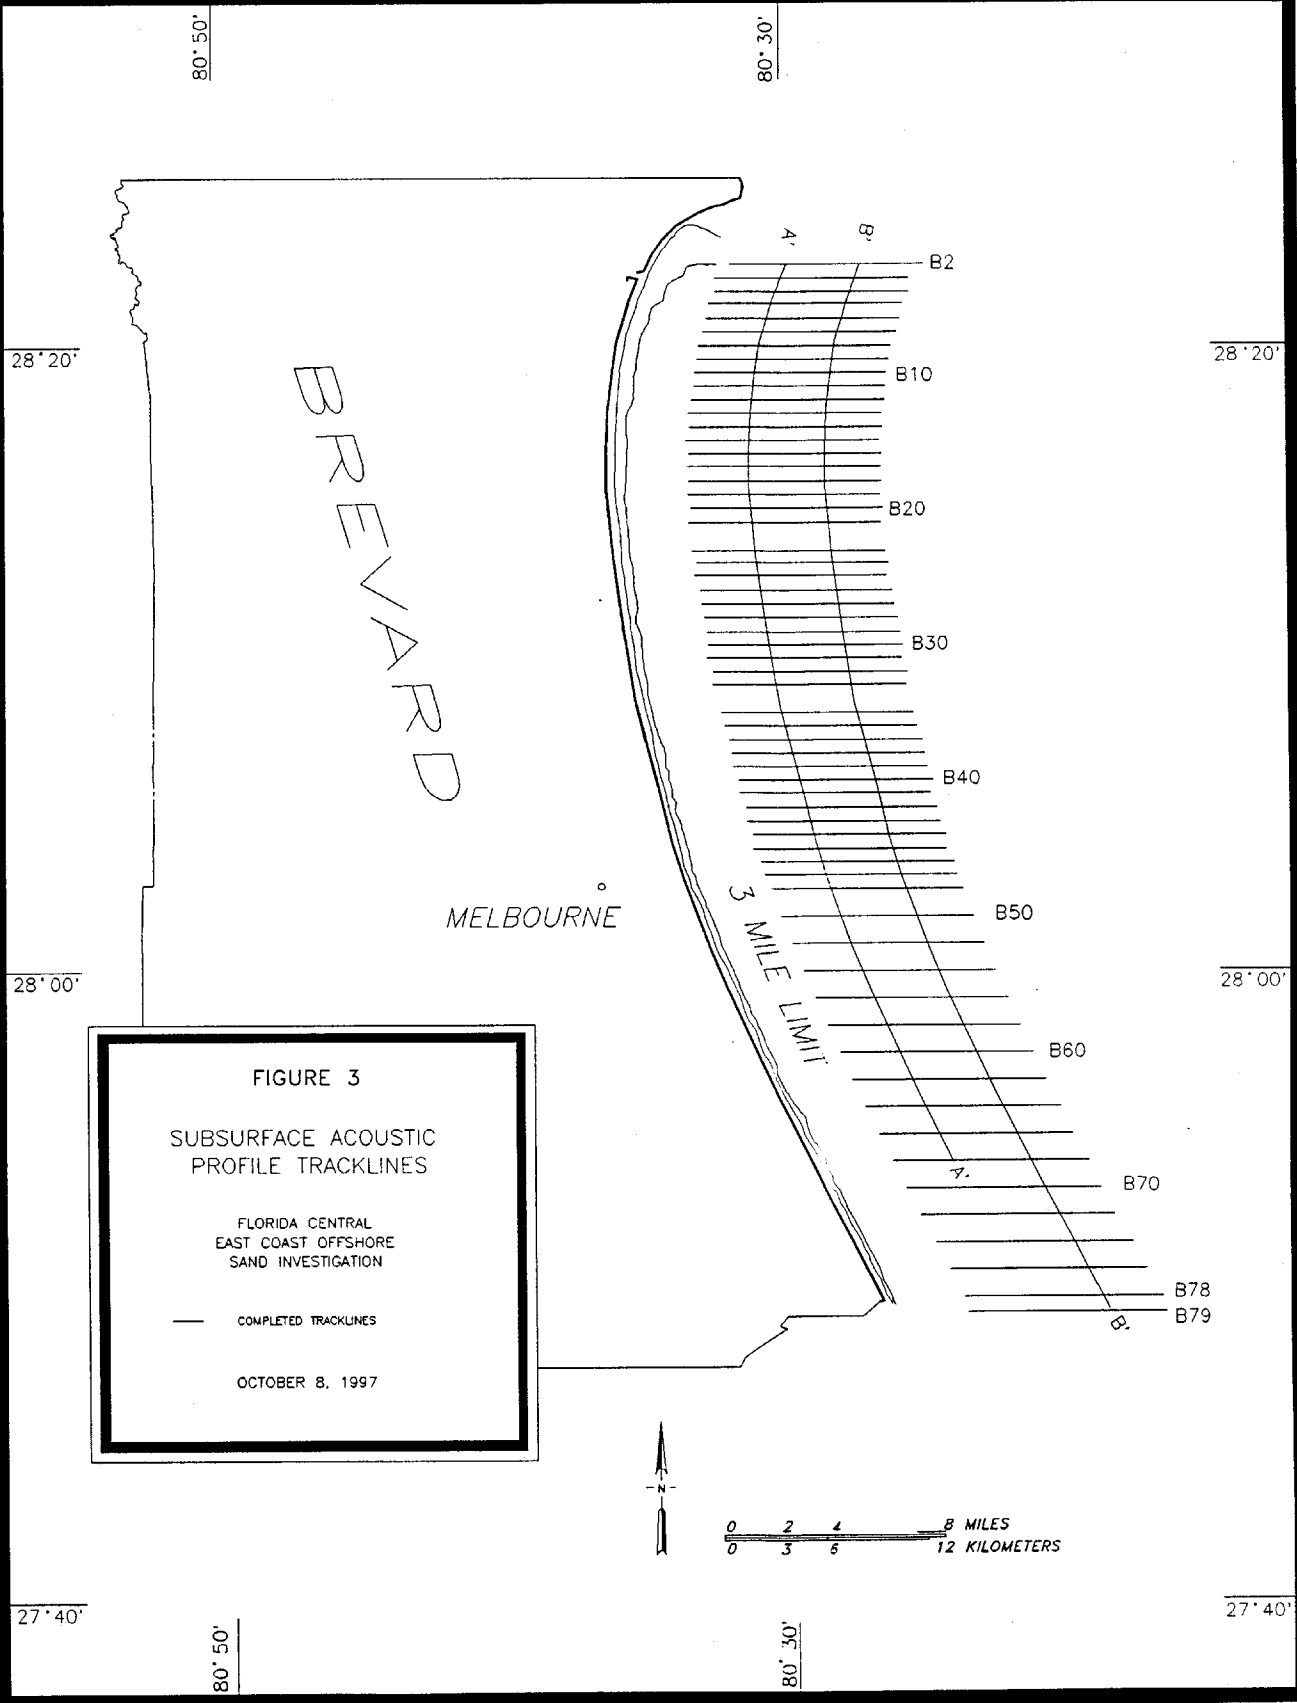 80°50'
80°30'
A'
B'
B2
28°20'
28°20'
B10
BREVARD
B20
B30
B40
3 MILE LIMIT
MELBOURNE
B50
28°00'
28°00'
B60
FIGURE 3
SUBSURFACE ACOUSTIC
PROFILE TRACKLINES
FLORIDA CENTRAL
EAST COAST OFFSHORE
SAND INVESTIGATION
COMPLETED TRACKLINES
OCTOBER 8, 1997
A'
B70
B78
B79
B'
-N-
0 2 4 8 MILES
0 3 6 12 KILOMETERS
27°40'
27°40'
80°50'
80°30'